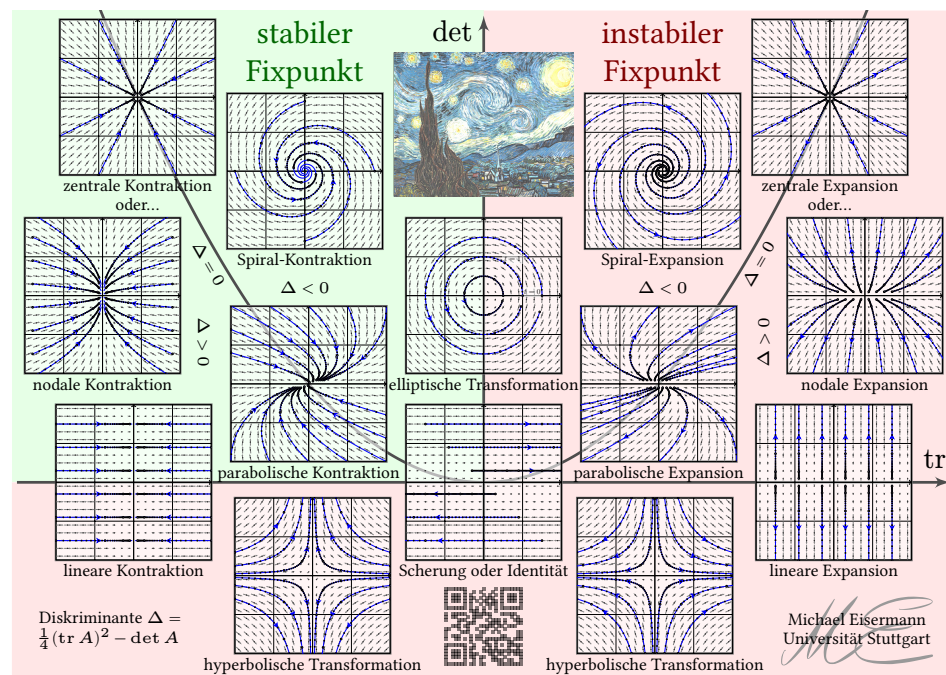 stabiler
Fixpunkt
det
instabiler
Fixpunkt
zentrale Kontraktion
oder...
zentrale Expansion
oder...
Spiral-Kontraktion
Spiral-Expansion
Δ = 0
Δ < 0
Δ < 0
Δ = 0
Δ > 0
Δ > 0
nodale Kontraktion
elliptische Transformation
nodale Expansion
parabolische Kontraktion
parabolische Expansion
tr
lineare Kontraktion
Scherung oder Identität
lineare Expansion
Diskriminante Δ =
1/4(tr A)² − det A
hyperbolische Transformation
hyperbolische Transformation
ME
Michael Eisermann
Universität Stuttgart